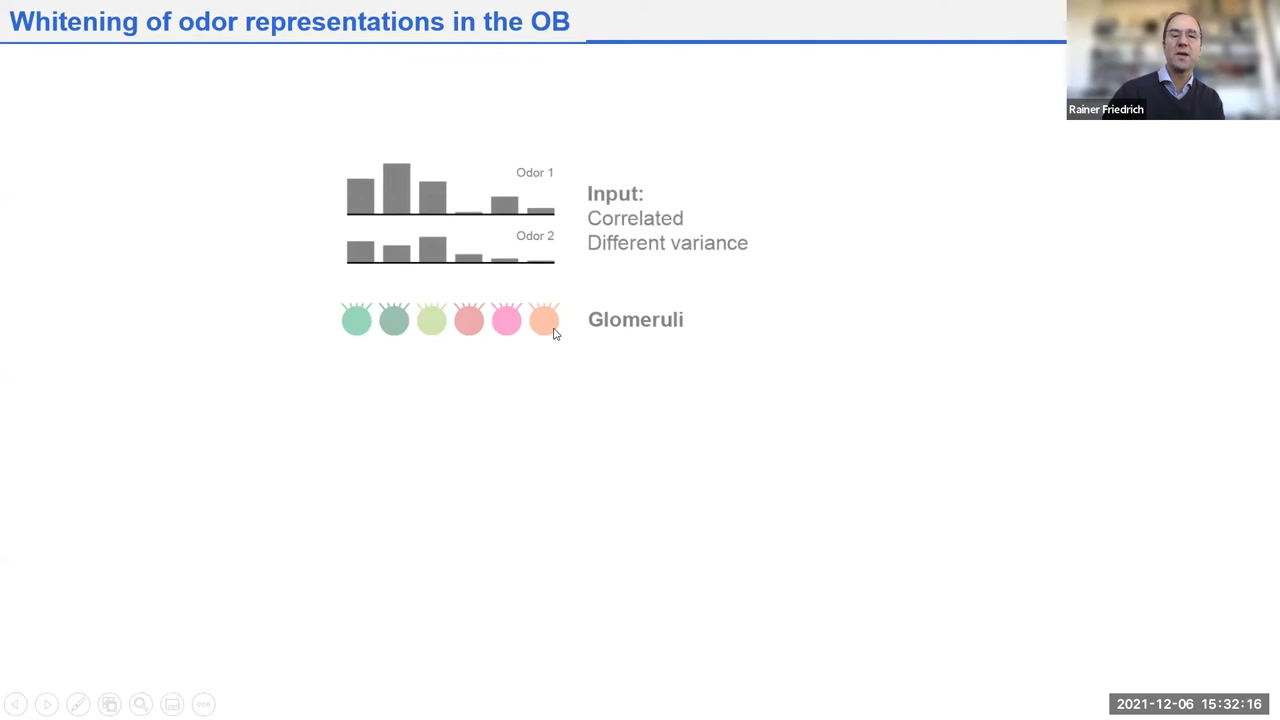 Whitening of odor representations in the OB
Rainer Friedrich
Odor 1
Odor 2
Input:
Correlated
Different variance
Glomeruli
2021-12-06 15:32:16